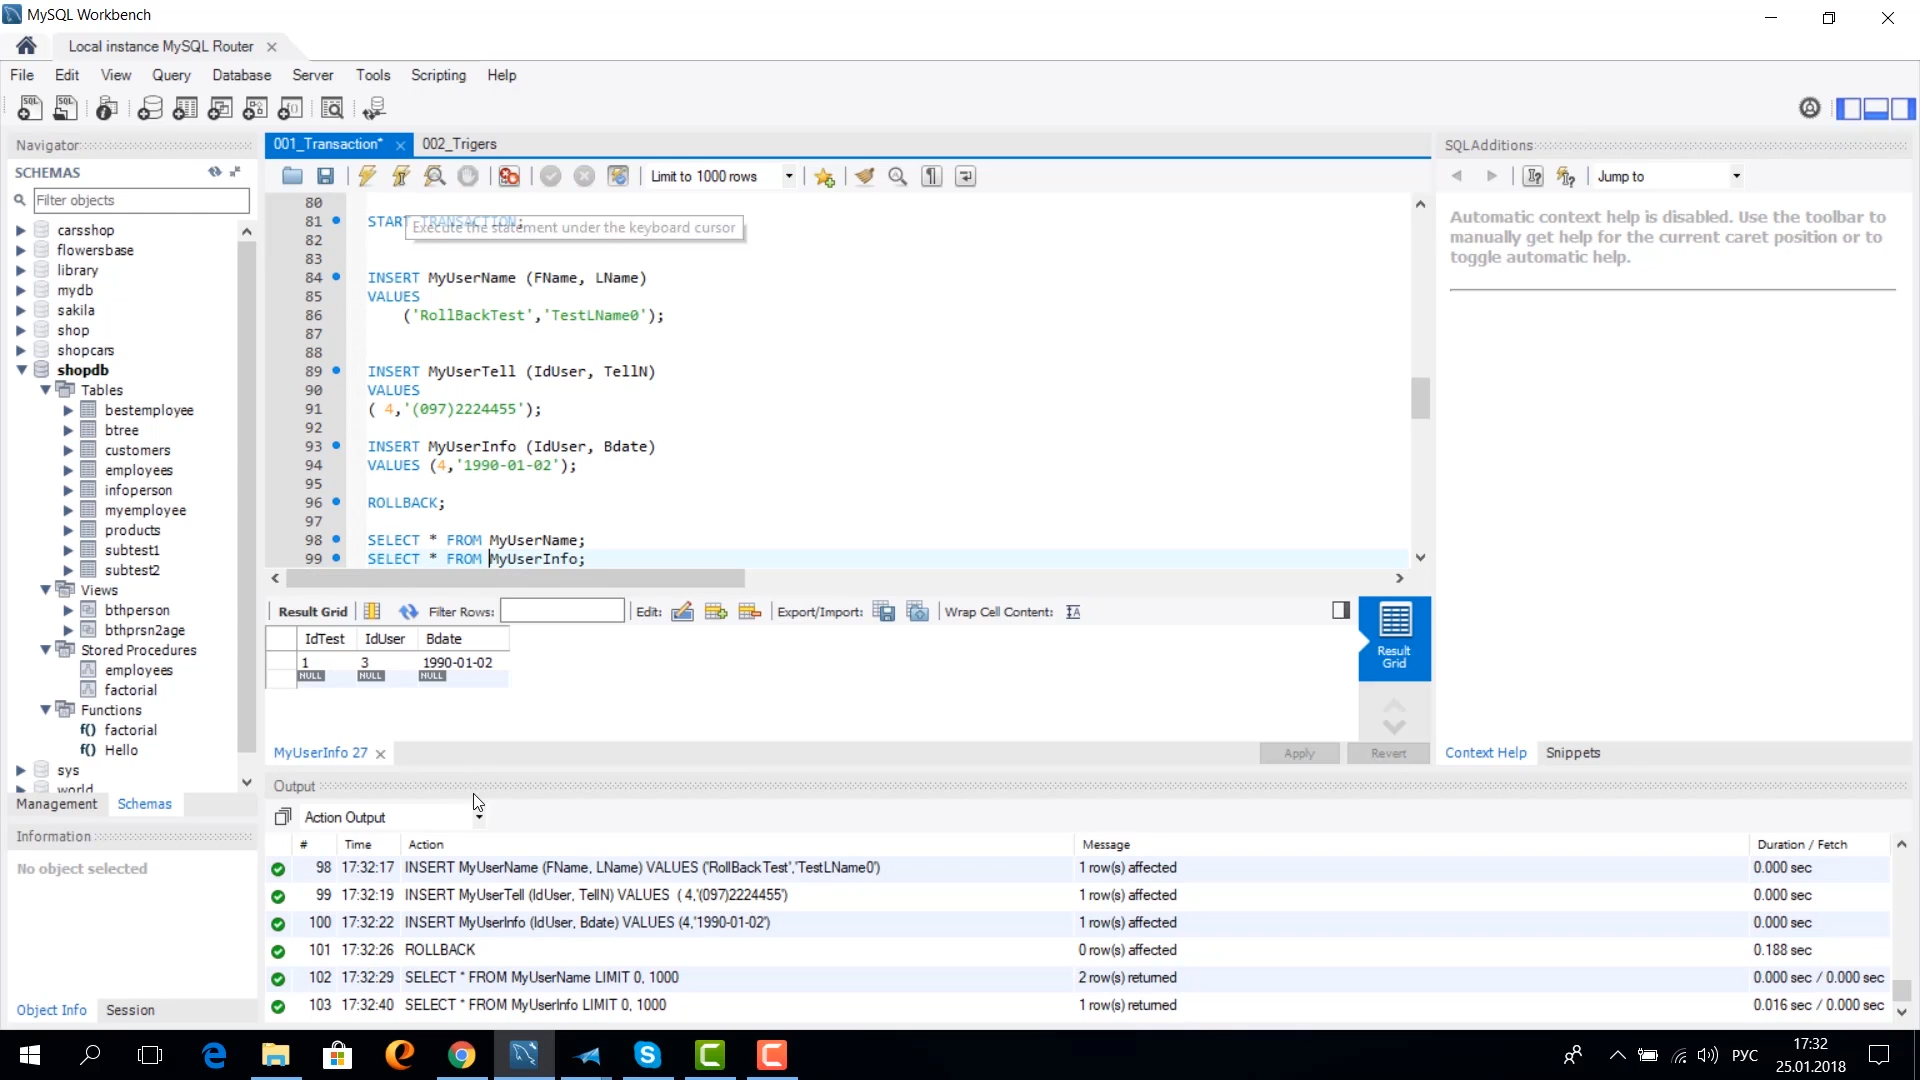 MySQL Workbench
Local instance MySQL Router
File Edit View Query Database Server Tools Scripting Help
Navigator
SCHEMAS
Filter objects
carsshop
flowersbase
library
mydb
sakila
shop
shopcars
shopdb
Tables
bestemployee
btree
customers
employees
infoperson
myemployee
products
subtest1
subtest2
Views
bthperson
bthprsn2age
Stored Procedures
employees
factorial
Functions
f() factorial
f() Hello
sys
world
Management Schemas
Information
No object selected
Object Info Session
001_Transaction* 002_Trigers
Limit to 1000 rows
80
81 START TRANSACTION;
Execute the statement under the keyboard cursor
82
83
84 INSERT MyUserName (FName, LName)
85 VALUES
86 ('RollBackTest','TestLName0');
87
88
89 INSERT MyUserTell (IdUser, TellN)
90 VALUES
91 ( 4,'(097)2224455');
92
93 INSERT MyUserInfo (IdUser, Bdate)
94 VALUES (4,'1990-01-02');
95
96 ROLLBACK;
97
98 SELECT * FROM MyUserName;
99 SELECT * FROM MyUserInfo;
Result Grid Filter Rows: Edit: Export/Import: Wrap Cell Content:
IdTest IdUser Bdate
1 3 1990-01-02
NULL NULL NULL
Result Grid
MyUserInfo 27
Apply Revert
SQLAdditions
Jump to
Automatic context help is disabled. Use the toolbar to
manually get help for the current caret position or to
toggle automatic help.
Context Help Snippets
Output
Action Output
# Time Action Message Duration / Fetch
98 17:32:17 INSERT MyUserName (FName, LName) VALUES ('RollBackTest','TestLName0') 1 row(s) affected 0.000 sec
99 17:32:19 INSERT MyUserTell (IdUser, TellN) VALUES ( 4,'(097)2224455') 1 row(s) affected 0.000 sec
100 17:32:22 INSERT MyUserInfo (IdUser, Bdate) VALUES (4,'1990-01-02') 1 row(s) affected 0.000 sec
101 17:32:26 ROLLBACK 0 row(s) affected 0.188 sec
102 17:32:29 SELECT * FROM MyUserName LIMIT 0, 1000 2 row(s) returned 0.000 sec / 0.000 sec
103 17:32:40 SELECT * FROM MyUserInfo LIMIT 0, 1000 1 row(s) returned 0.016 sec / 0.000 sec
РУС
17:32
25.01.2018